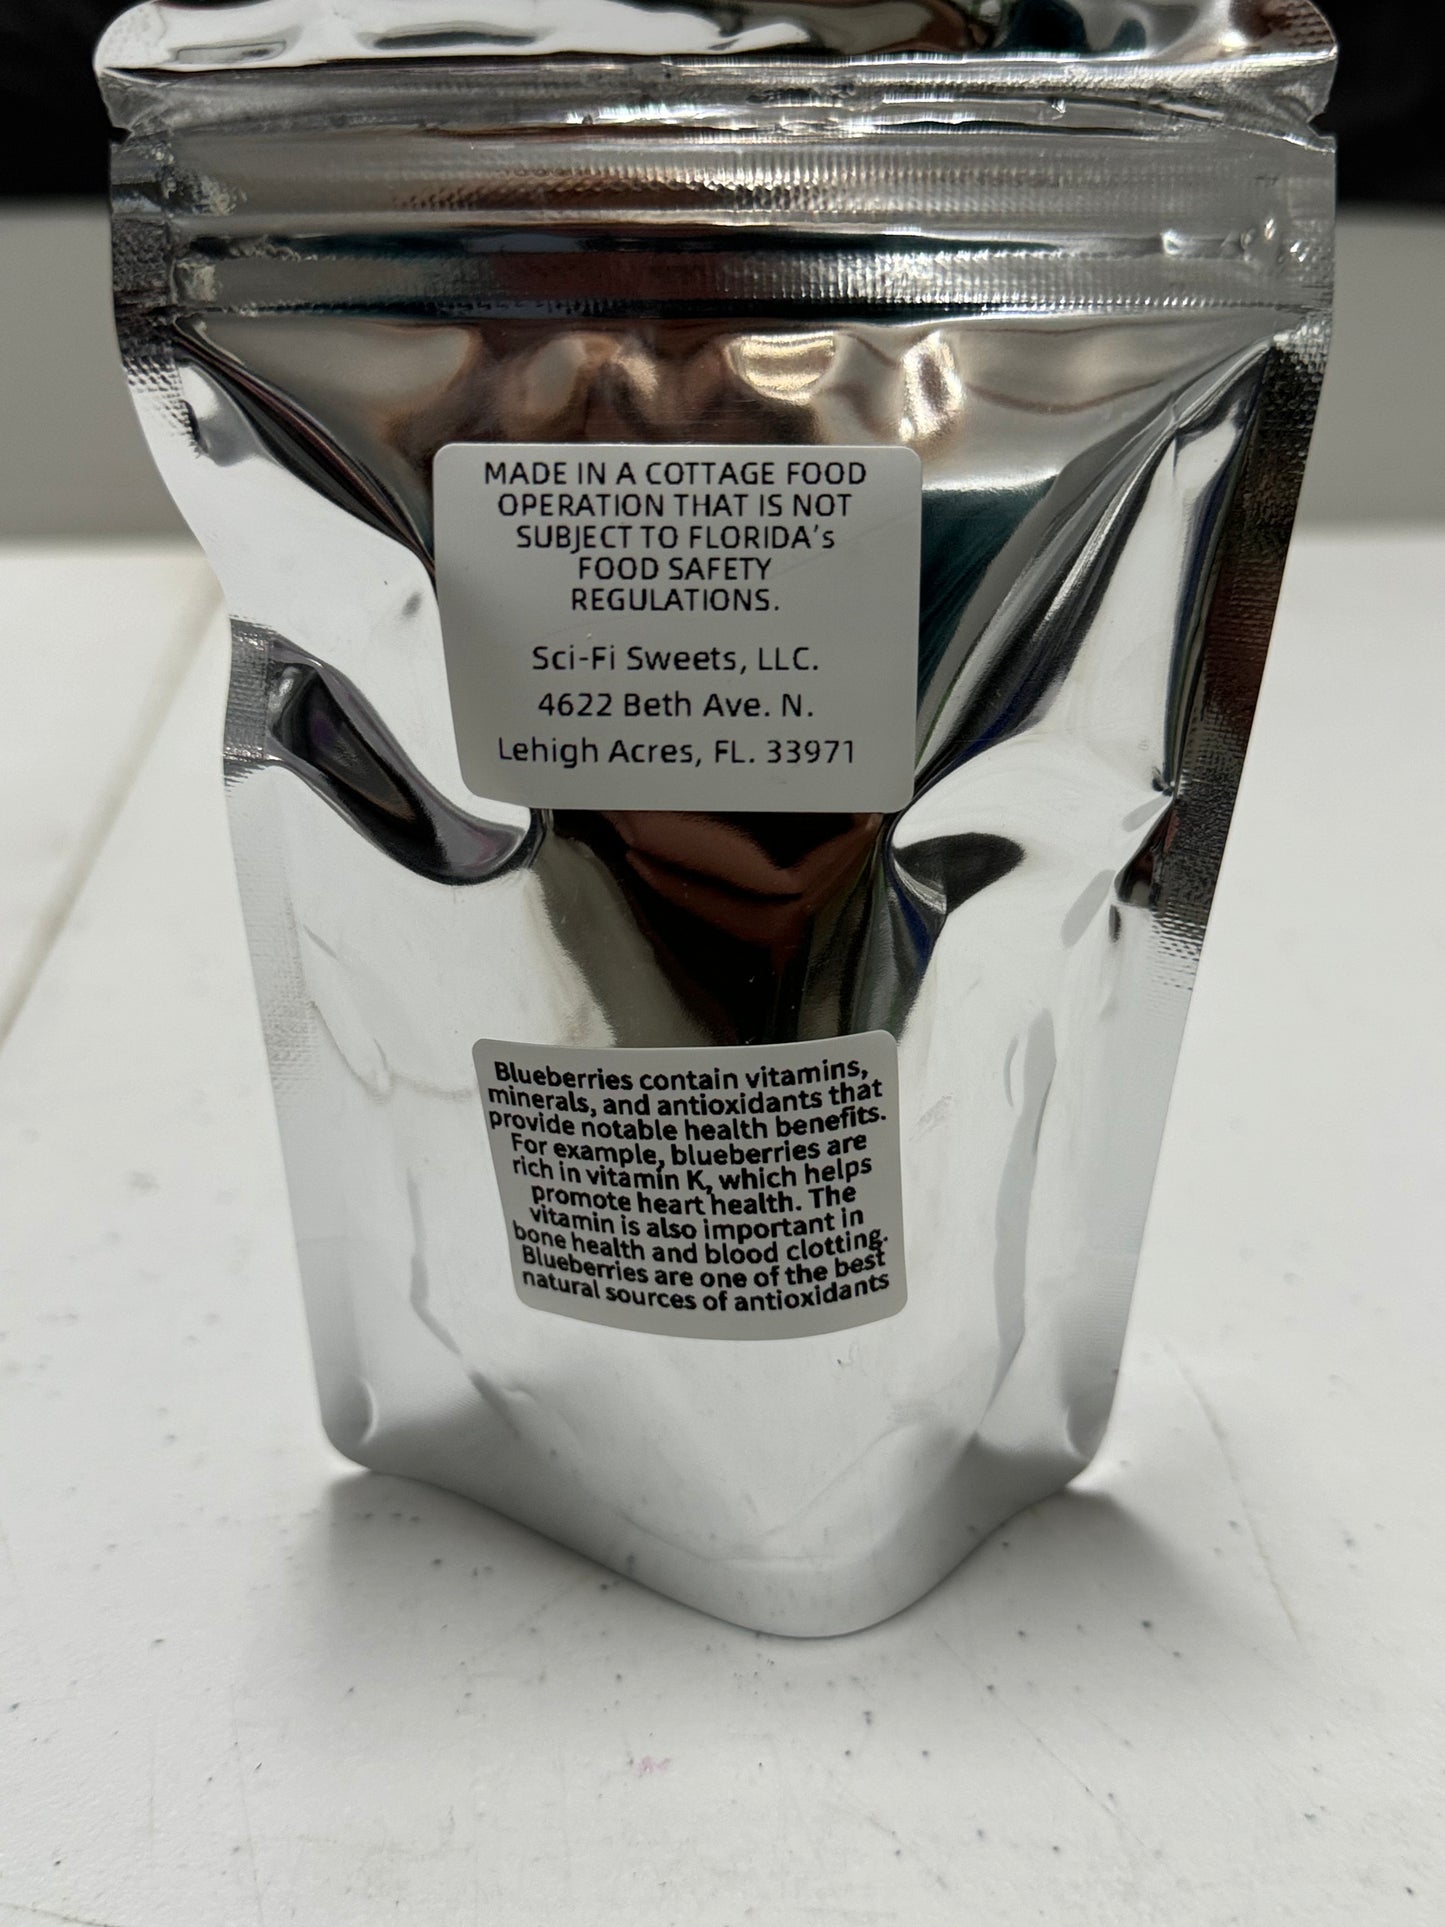 MADE IN A COTTAGE FOOD
OPERATION THAT IS NOT
SUBJECT TO FLORIDA's
FOOD SAFETY
REGULATIONS.
Sci-Fi Sweets, LLC.
4622 Beth Ave. N.
Lehigh Acres, FL. 33971
Blueberries contain vitamins,
minerals, and antioxidants that
provide notable health benefits.
For example, blueberries are
rich in vitamin K, which helps
promote heart health. The
vitamin is also important in
bone health and blood clotting.
Blueberries are one of the best
natural sources of antioxidants